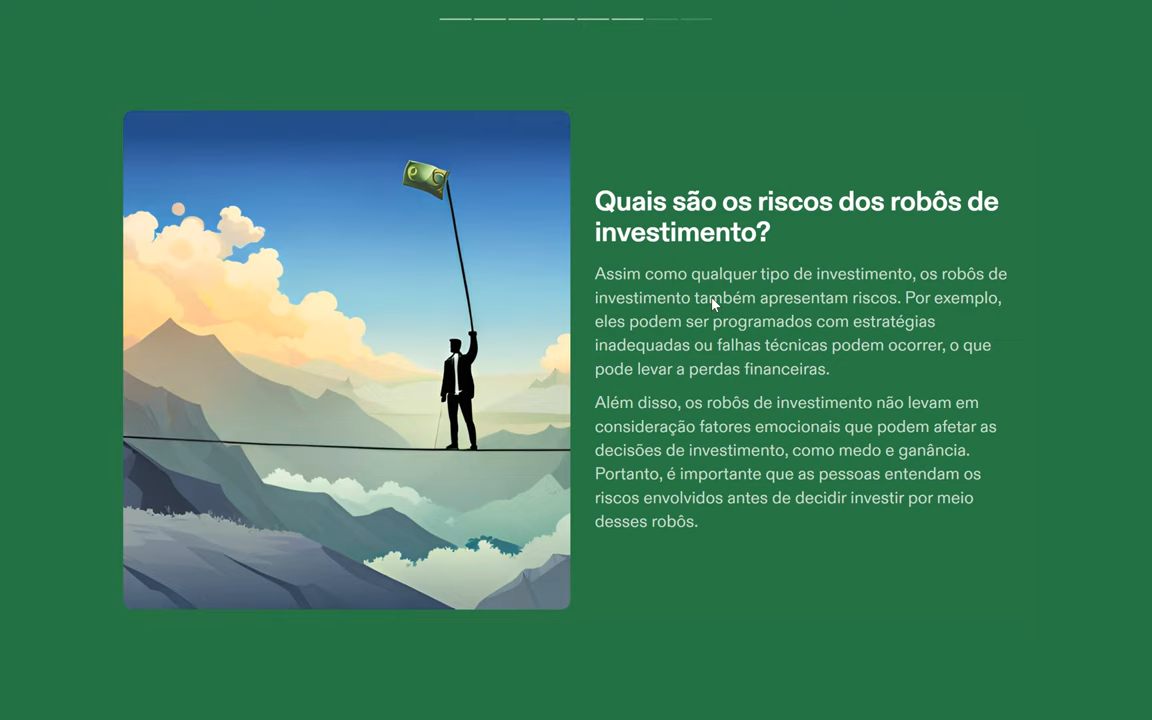 Quais são os riscos dos robôs de
investimento?
Assim como qualquer tipo de investimento, os robôs de
investimento também apresentam riscos. Por exemplo,
eles podem ser programados com estratégias
inadequadas ou falhas técnicas podem ocorrer, o que
pode levar a perdas financeiras.
Além disso, os robôs de investimento não levam em
consideração fatores emocionais que podem afetar as
decisões de investimento, como medo e ganância.
Portanto, é importante que as pessoas entendam os
riscos envolvidos antes de decidir investir por meio
desses robôs.